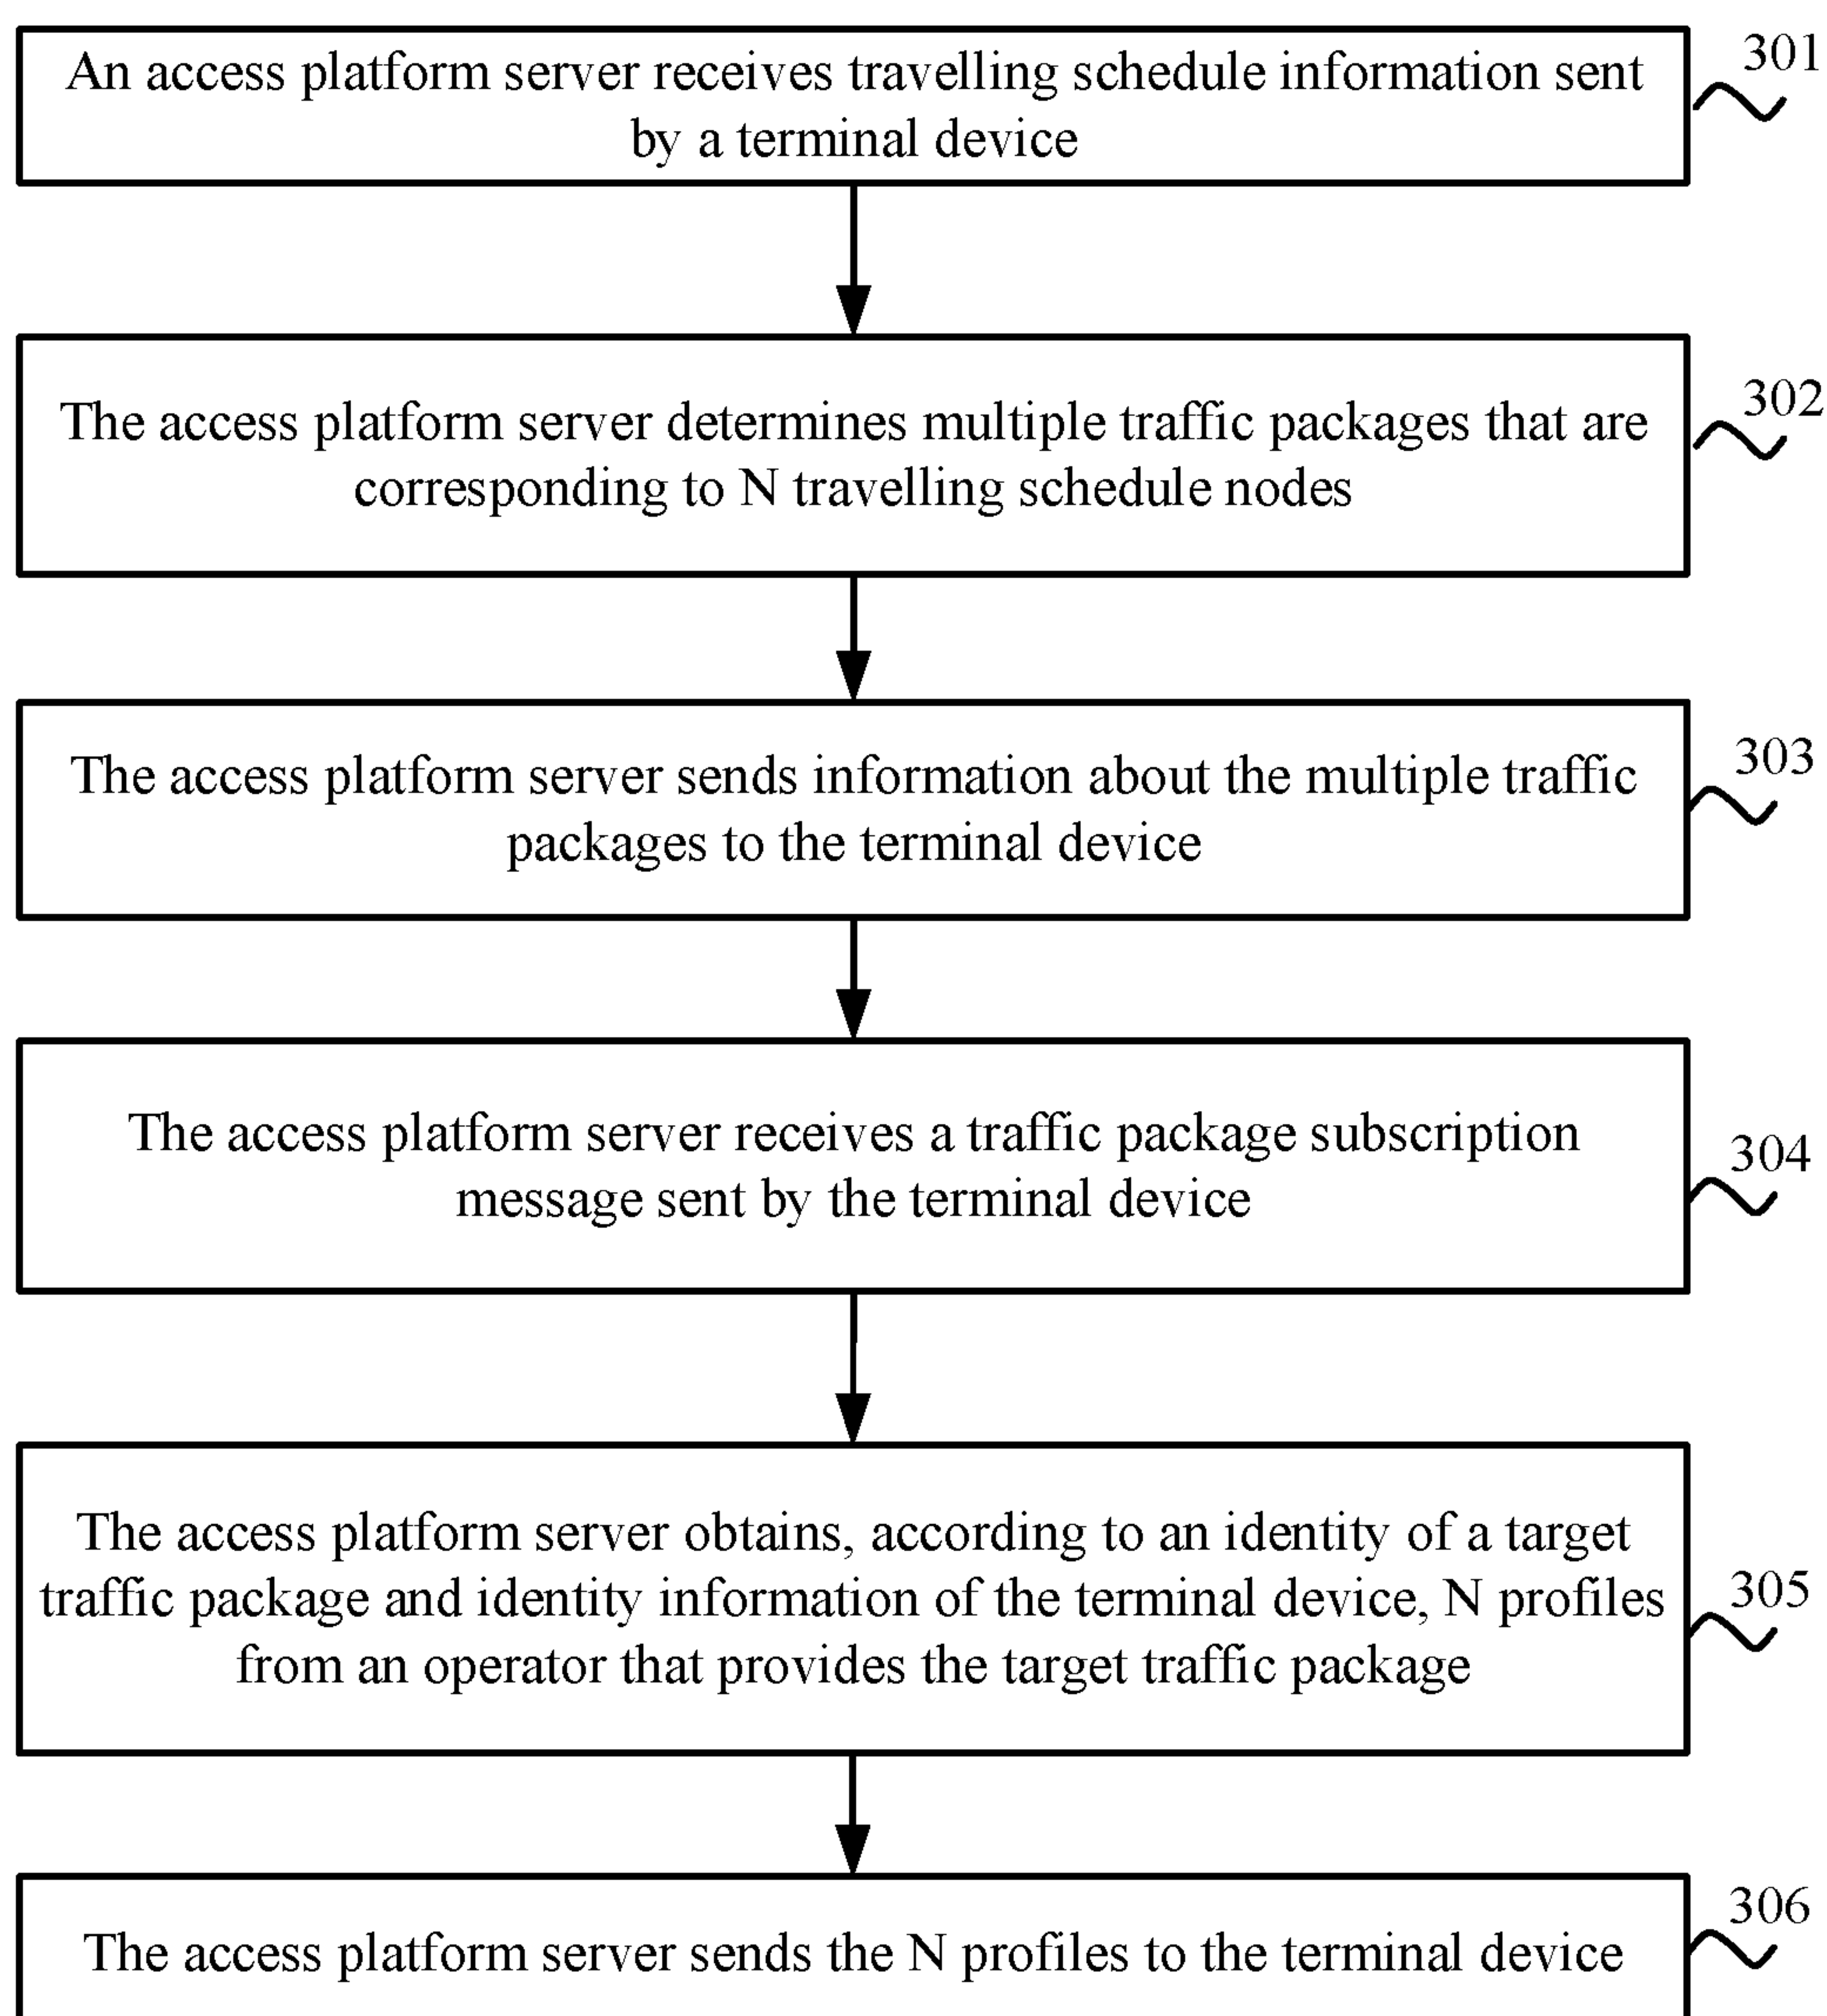 An access platform server receives travelling schedule information sent
by a terminal device
301
The access platform server determines multiple traffic packages that are
corresponding to N travelling schedule nodes
302
The access platform server sends information about the multiple traffic
packages to the terminal device
303
The access platform server receives a traffic package subscription
message sent by the terminal device
304
The access platform server obtains, according to an identity of a target
traffic package and identity information of the terminal device, N profiles
from an operator that provides the target traffic package
305
The access platform server sends the N profiles to the terminal device
306